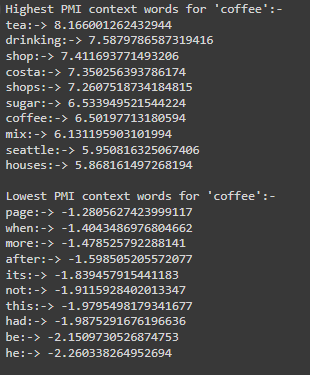 Highest PMI context words for 'coffee':-
tea:-> 8.166001262432944
drinking:-> 7.5879786587319416
shop:-> 7.411693771493206
costa:-> 7.350256393786174
shops:-> 7.2607518734184815
sugar:-> 6.533949521544224
coffee:-> 6.50197713180594
mix:-> 6.131195903101994
seattle:-> 5.950816325067406
houses:-> 5.868161497268194
Lowest PMI context words for 'coffee':-
page:-> -1.2805627423999117
when:-> -1.4043486976804662
more:-> -1.478525792288141
after:-> -1.598505205572077
its:-> -1.839457915441183
not:-> -1.9115928402013347
this:-> -1.9795498179341677
had:-> -1.9875291676196636
be:-> -2.1509730526874753
he:-> -2.260338264952694